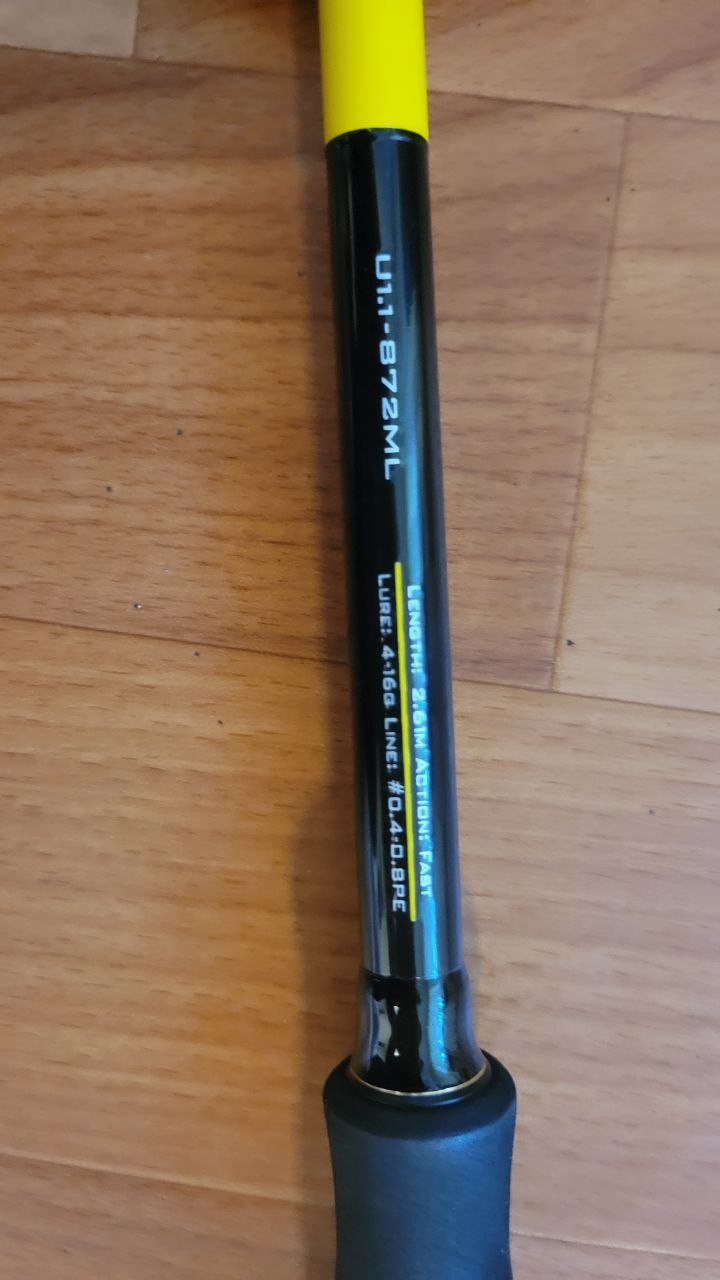 U1.1-872ML
LENGTH: 2.61M ACTION: FAST
LURE: 4-16G LINE: #0.4-0.8PE